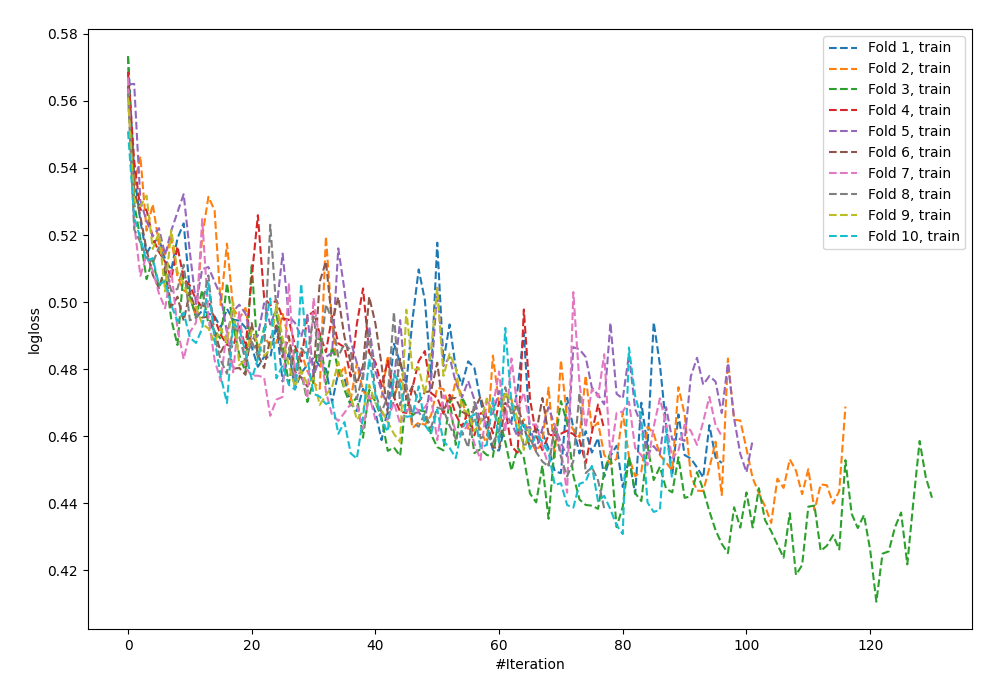 0.58
0.56
0.54
0.52
0.50
0.48
0.46
0.44
0.42
logloss
0 20 40 60 80 100 120
#Iteration
Fold 1, train
Fold 2, train
Fold 3, train
Fold 4, train
Fold 5, train
Fold 6, train
Fold 7, train
Fold 8, train
Fold 9, train
Fold 10, train